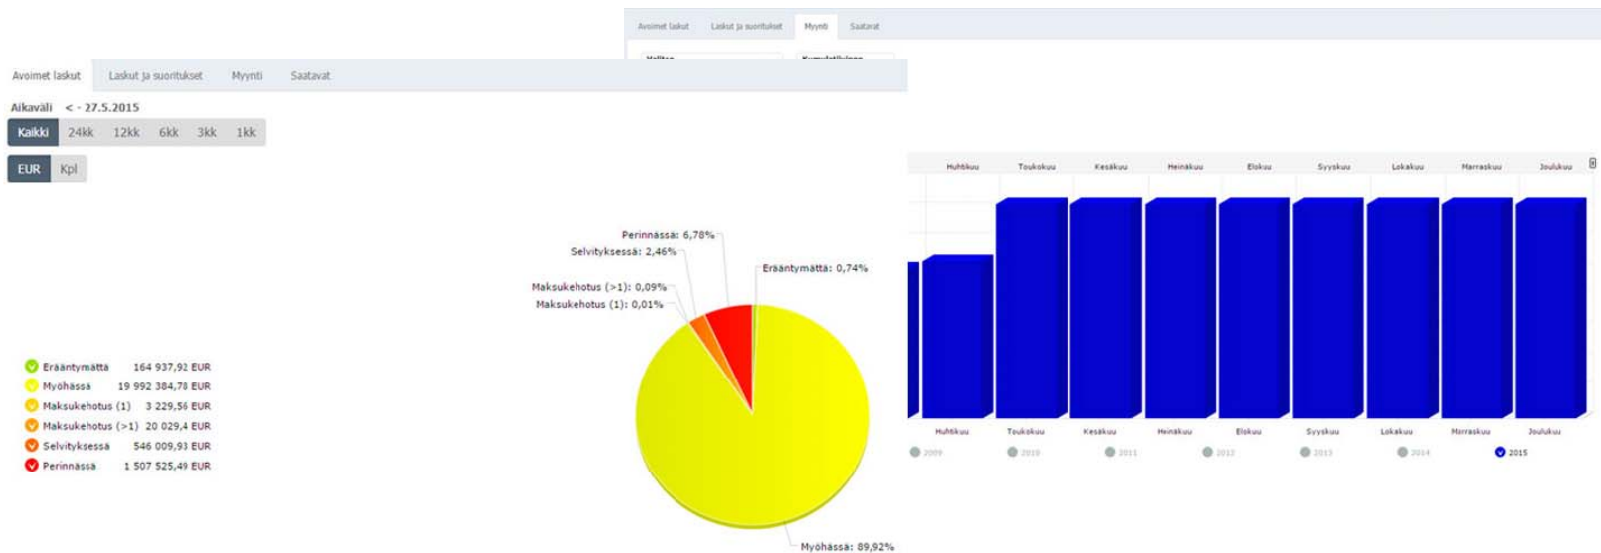 Avoimet laskut Laskut ja suoritukset Myynti Saatavat
Kumulatiivinen
Avoimet laskut Laskut ja suoritukset Myynti Saatavat
Aikaväli < - 27.5.2015
Kaikki 24kk 12kk 6kk 3kk 1kk
EUR Kpl
Perinnässä: 6,78%
Selvityksessä: 2,46%
Erääntymättä: 0,74%
Maksukehotus (>1): 0,09%
Maksukehotus (1): 0,01%
Erääntymättä 164 937,92 EUR
Myöhässä 19 992 384,78 EUR
Maksukehotus (1) 3 229,56 EUR
Maksukehotus (>1) 20 029,4 EUR
Selvityksessä 546 009,93 EUR
Perinnässä 1 507 525,49 EUR
Myöhässä: 89,92%
Huhtikuu Toukokuu Kesäkuu Heinäkuu Elokuu Syyskuu Lokakuu Marraskuu Joulukuu
Huhtikuu Toukokuu Kesäkuu Heinäkuu Elokuu Syyskuu Lokakuu Marraskuu Joulukuu
2009 2010 2011 2012 2013 2014 2015